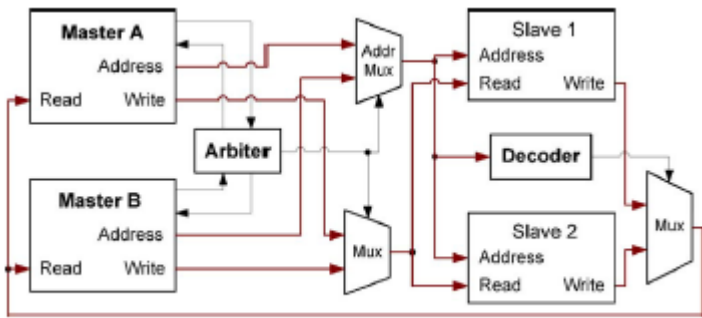 Master A
Address
Read Write
Arbiter
Master B
Address
Read Write
Addr
Mux
Mux
Slave 1
Address
Read Write
Decoder
Slave 2
Address
Read Write
Mux